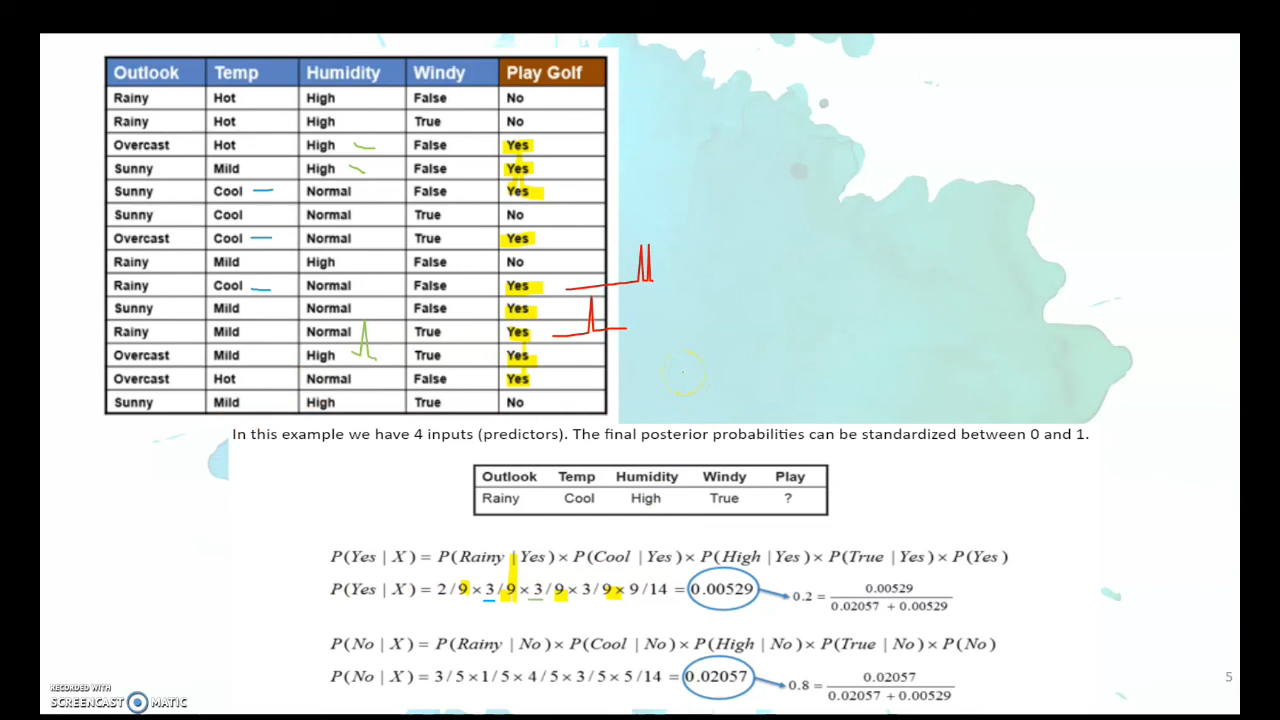 Outlook Temp Humidity Windy Play Golf
Rainy Hot High False No
Rainy Hot High True No
Overcast Hot High False Yes
Sunny Mild High False Yes
Sunny Cool Normal False Yes
Sunny Cool Normal True No
Overcast Cool Normal True Yes
Rainy Mild High False No
Rainy Cool Normal False Yes
Sunny Mild Normal False Yes
Rainy Mild Normal True Yes
Overcast Mild High True Yes
Overcast Hot Normal False Yes
Sunny Mild High True No
In this example we have 4 inputs (predictors). The final posterior probabilities can be standardized between 0 and 1.
Outlook Temp Humidity Windy Play
Rainy Cool High True ?
P(Yes | X) = P(Rainy | Yes) × P(Cool | Yes) × P(High | Yes) × P(True | Yes) × P(Yes)
P(Yes | X) = 2/9 × 3/9 × 3/9 × 3/9 × 9/14 = 0.00529
0.2 = 0.00529 / 0.02057 + 0.00529
P(No | X) = P(Rainy | No) × P(Cool | No) × P(High | No) × P(True | No) × P(No)
P(No | X) = 3/5 × 1/5 × 4/5 × 3/5 × 5/14 = 0.02057
0.8 = 0.02057 / 0.02057 + 0.00529
5
RECORDED WITH
SCREENCAST MATIC